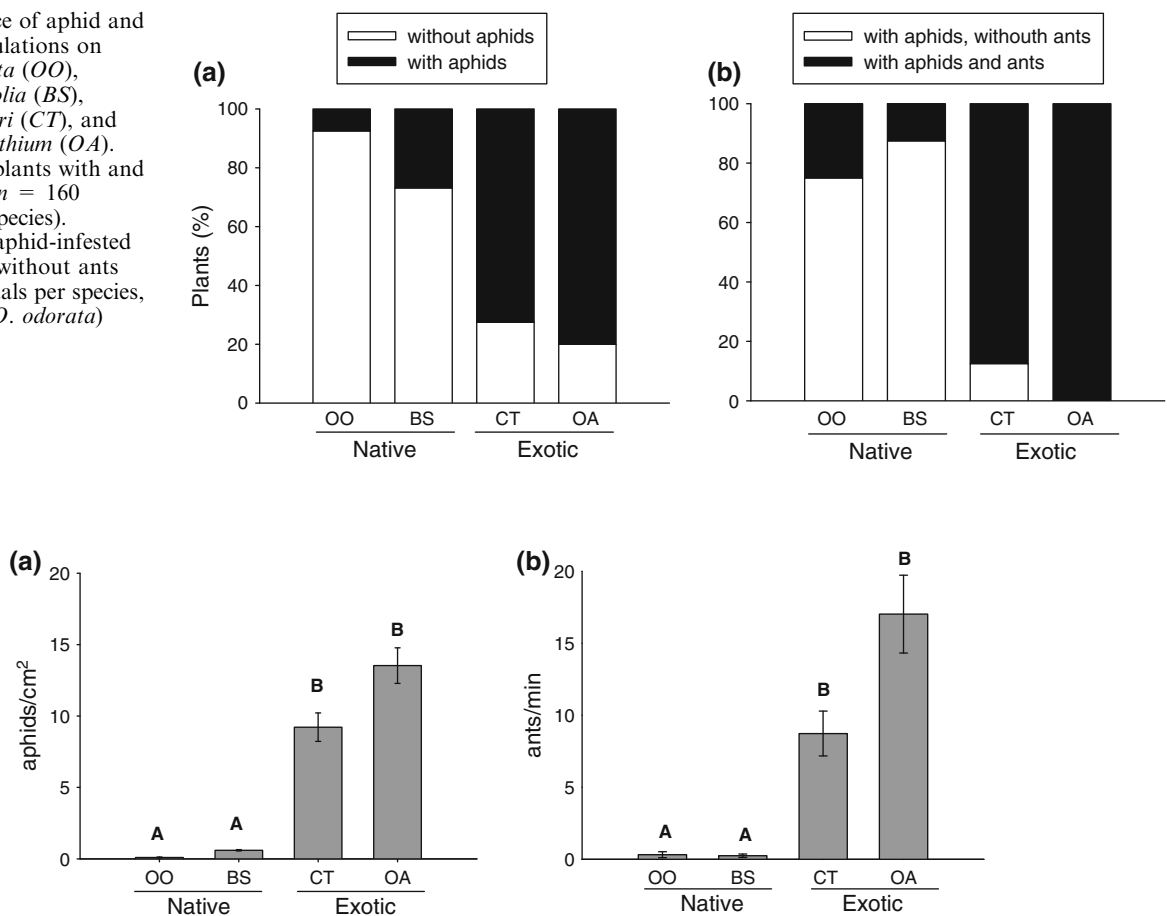 ce of aphid and
ulations on
ta (OO),
olia (BS),
ri (CT), and
thium (OA).
plants with and
n = 160
species).
aphid-infested
without ants
als per species,
O. odorata)
without aphids
with aphids
(a)
100
80
60
40
20
0
Plants (%)
OO BS CT OA
Native Exotic
with aphids, withouth ants
with aphids and ants
(b)
100
80
60
40
20
0
OO BS CT OA
Native Exotic
(a)
20
15
10
5
0
aphids/cm²
A A B B
OO BS CT OA
Native Exotic
(b)
20
15
10
5
0
ants/min
A A B B
OO BS CT OA
Native Exotic